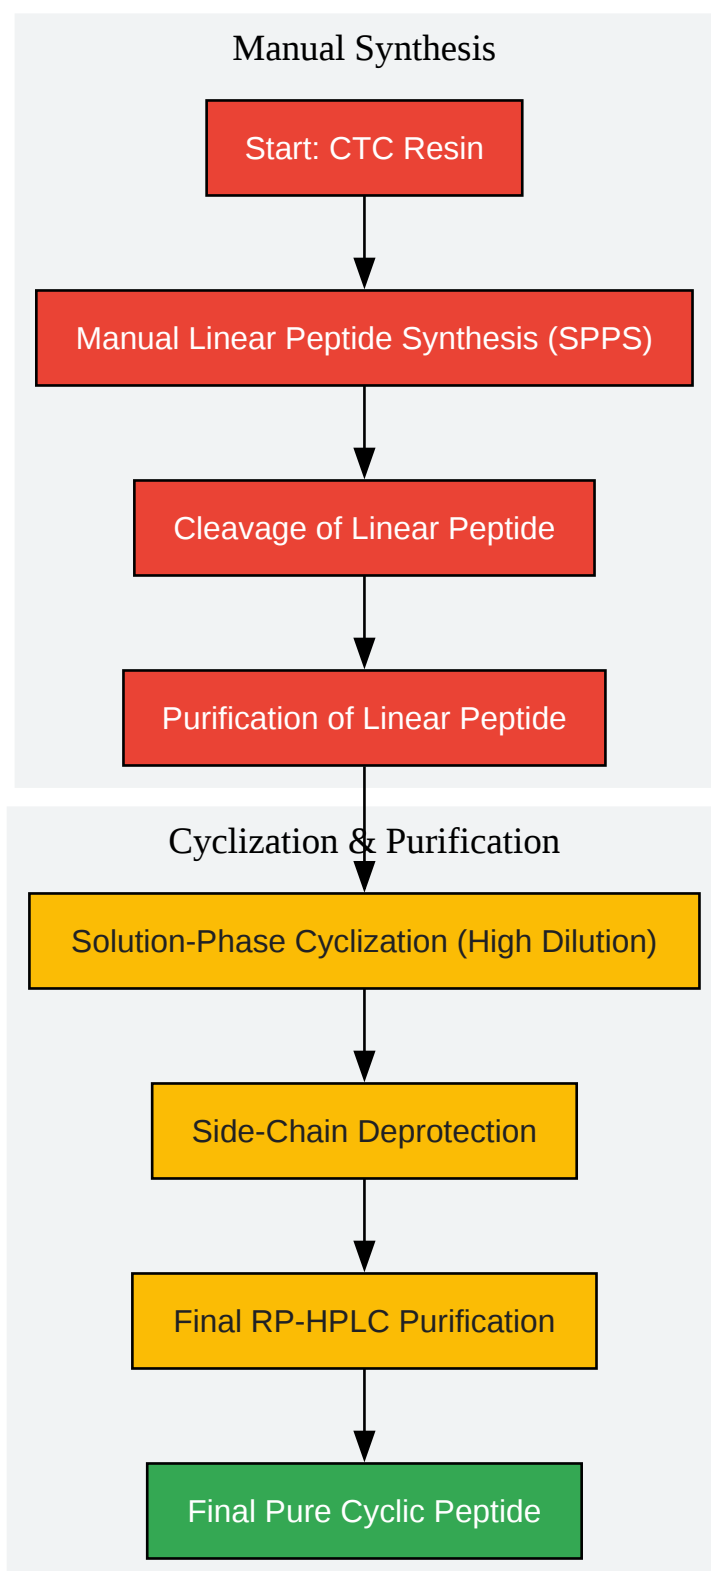 Manual Synthesis
Start: CTC Resin
Manual Linear Peptide Synthesis (SPPS)
Cleavage of Linear Peptide
Purification of Linear Peptide
Cyclization & Purification
Solution-Phase Cyclization (High Dilution)
Side-Chain Deprotection
Final RP-HPLC Purification
Final Pure Cyclic Peptide